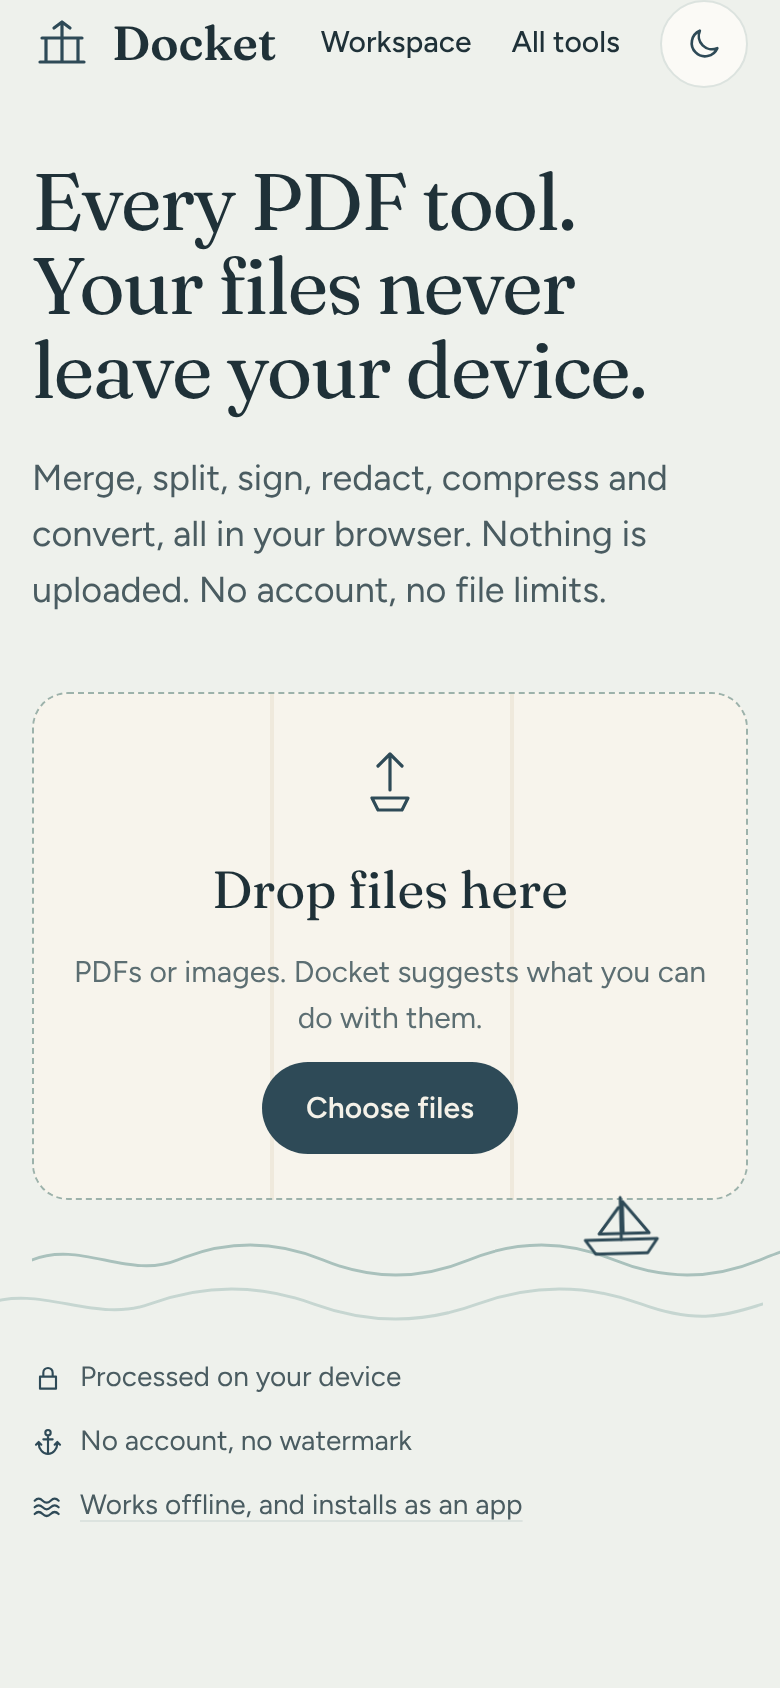 Docket
Workspace
All tools
Every PDF tool.
Your files never
leave your device.
Merge, split, sign, redact, compress and
convert, all in your browser. Nothing is
uploaded. No account, no file limits.
Drop files here
PDFs or images. Docket suggests what you can
do with them.
Choose files
Processed on your device
No account, no watermark
Works offline, and installs as an app